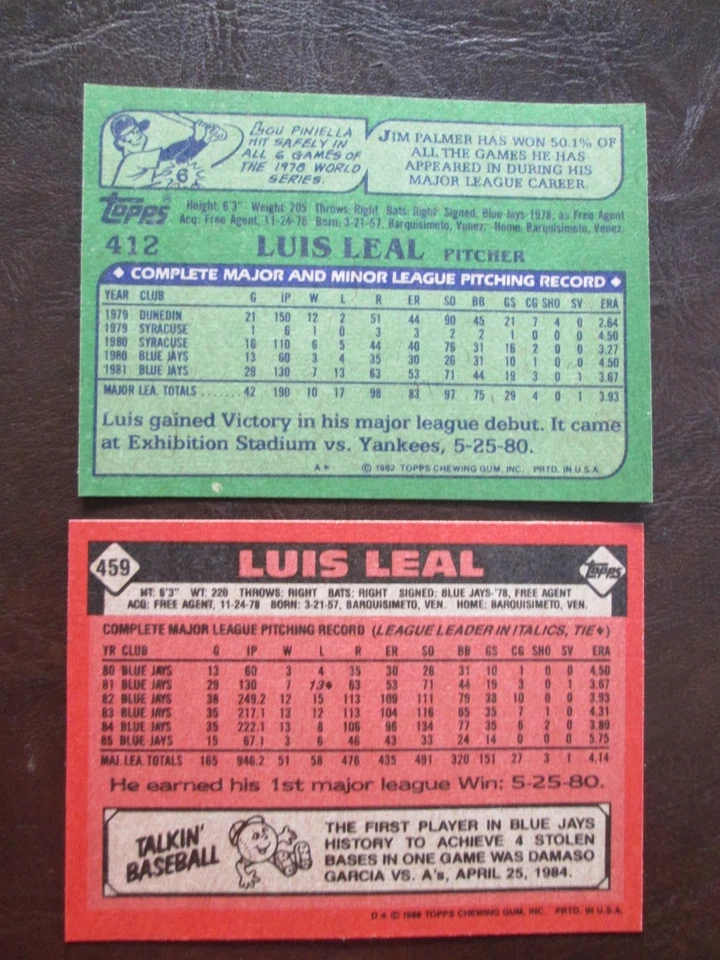 LOU PINIELLA
HIT SAFELY IN
ALL 6 GAMES OF
THE 1978 WORLD
SERIES.
6
JIM PALMER HAS WON 50.1% OF
ALL THE GAMES HE HAS
APPEARED IN DURING HIS
MAJOR LEAGUE CAREER.
Topps®
Height: 6'3" Weight: 205 Throws: Right Bats: Right Signed: Blue Jays-1978, as Free Agent
Acq: Free Agent, 11-24-78 Born: 3-21-57, Barquisimeto, Venez. Home: Barquisimeto, Venez.
412 LUIS LEAL PITCHER
◆ COMPLETE MAJOR AND MINOR LEAGUE PITCHING RECORD ◆
YEAR CLUB G IP W L R ER SO BB GS CG SHO SV ERA
1979 DUNEDIN 21 150 12 2 51 44 90 45 21 7 4 0 2.64
1979 SYRACUSE 1 6 1 0 3 3 2 2 1 0 0 0 4.50
1980 SYRACUSE 16 110 6 5 44 40 76 31 16 2 0 0 3.27
1980 BLUE JAYS 13 60 3 4 35 30 26 31 10 1 0 0 4.50
1981 BLUE JAYS 29 130 7 13 63 53 71 44 19 3 0 1 3.67
MAJOR LEA. TOTALS ....... 42 190 10 17 98 83 97 75 29 4 0 1 3.93
Luis gained Victory in his major league debut. It came
at Exhibition Stadium vs. Yankees, 5-25-80.
A* © 1982 TOPPS CHEWING GUM, INC. PRTD. IN U.S.A.
459 LUIS LEAL Topps
HT: 6'3" WT: 220 THROWS: RIGHT BATS: RIGHT SIGNED: BLUE JAYS-'78, FREE AGENT
ACQ: FREE AGENT, 11-24-78 BORN: 3-21-57, BARQUISIMETO, VEN. HOME: BARQUISIMETO, VEN.
COMPLETE MAJOR LEAGUE PITCHING RECORD (LEAGUE LEADER IN ITALICS, TIE◆)
YR CLUB G IP W L R ER SO BB GS CG SHO SV ERA
80 BLUE JAYS 13 60 3 4 35 30 26 31 10 1 0 0 4.50
81 BLUE JAYS 29 130 7 13◆ 63 53 71 44 19 3 0 1 3.67
82 BLUE JAYS 38 249.2 12 15 113 109 111 79 38 10 0 0 3.93
83 BLUE JAYS 35 217.1 13 12 113 104 116 65 35 7 1 0 4.31
84 BLUE JAYS 35 222.1 13 8 106 96 134 77 35 6 2 0 3.89
85 BLUE JAYS 15 67.1 3 6 46 43 33 24 14 0 0 0 5.75
MAJ. LEA. TOTALS 165 946.2 51 58 476 435 491 320 151 27 3 1 4.14
He earned his 1st major league Win: 5-25-80.
TALKIN'
BASEBALL
THE FIRST PLAYER IN BLUE JAYS
HISTORY TO ACHIEVE 4 STOLEN
BASES IN ONE GAME WAS DAMASO
GARCIA VS. A's, APRIL 25, 1984.
D* © 1986 TOPPS CHEWING GUM, INC. PRTD. IN U.S.A.